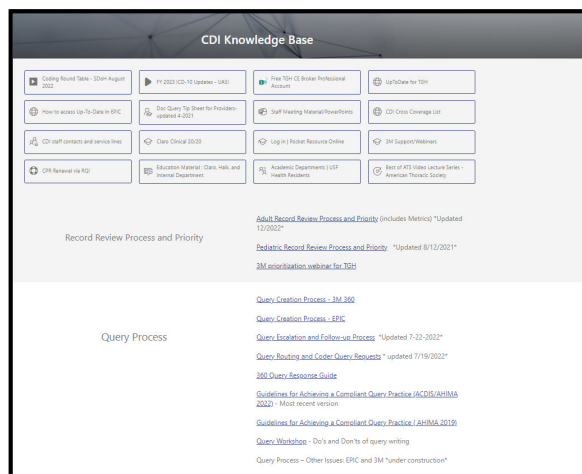 CDI Knowledge Base
Coding Round Table - SDoH August
2022
FY 2023 ICD-10 Updates - UASI
Free TGH CE Broker Professional
Account
UpToDate for TGH
How to access Up-To-Date in EPIC
Doc Query Tip Sheet for Providers-
updated 4-2021
Staff Meeting Material/PowerPoints
CDI Cross Coverage List
CDI staff contacts and service lines
Claro Clinical 20/20
Log in | Pocket Resource Online
3M Support/Webinars
CPR Renewal via RQI
Education Material : Claro, Haik, and
Internal Department
Academic Departments | USF
Health Residents
Best of ATS Video Lecture Series -
American Thoracic Society
Record Review Process and Priority
Adult Record Review Process and Priority (includes Metrics) *Updated
12/2022*
Pediatric Record Review Process and Priority *Updated 8/12/2021*
3M prioritization webinar for TGH
Query Process
Query Creation Process - 3M 360
Query Creation Process - EPIC
Query Escalation and Follow-up Process *Updated 7-22-2022*
Query Routing and Coder Query Requests * updated 7/19/2022*
360 Query Response Guide
Guidelines for Achieving a Compliant Query Practice (ACDIS/AHIMA
2022) - Most recent version
Guidelines for Achieving a Compliant Query Practice ( AHIMA 2019)
Query Workshop - Do's and Don'ts of query writing
Query Process – Other Issues: EPIC and 3M *under construction*